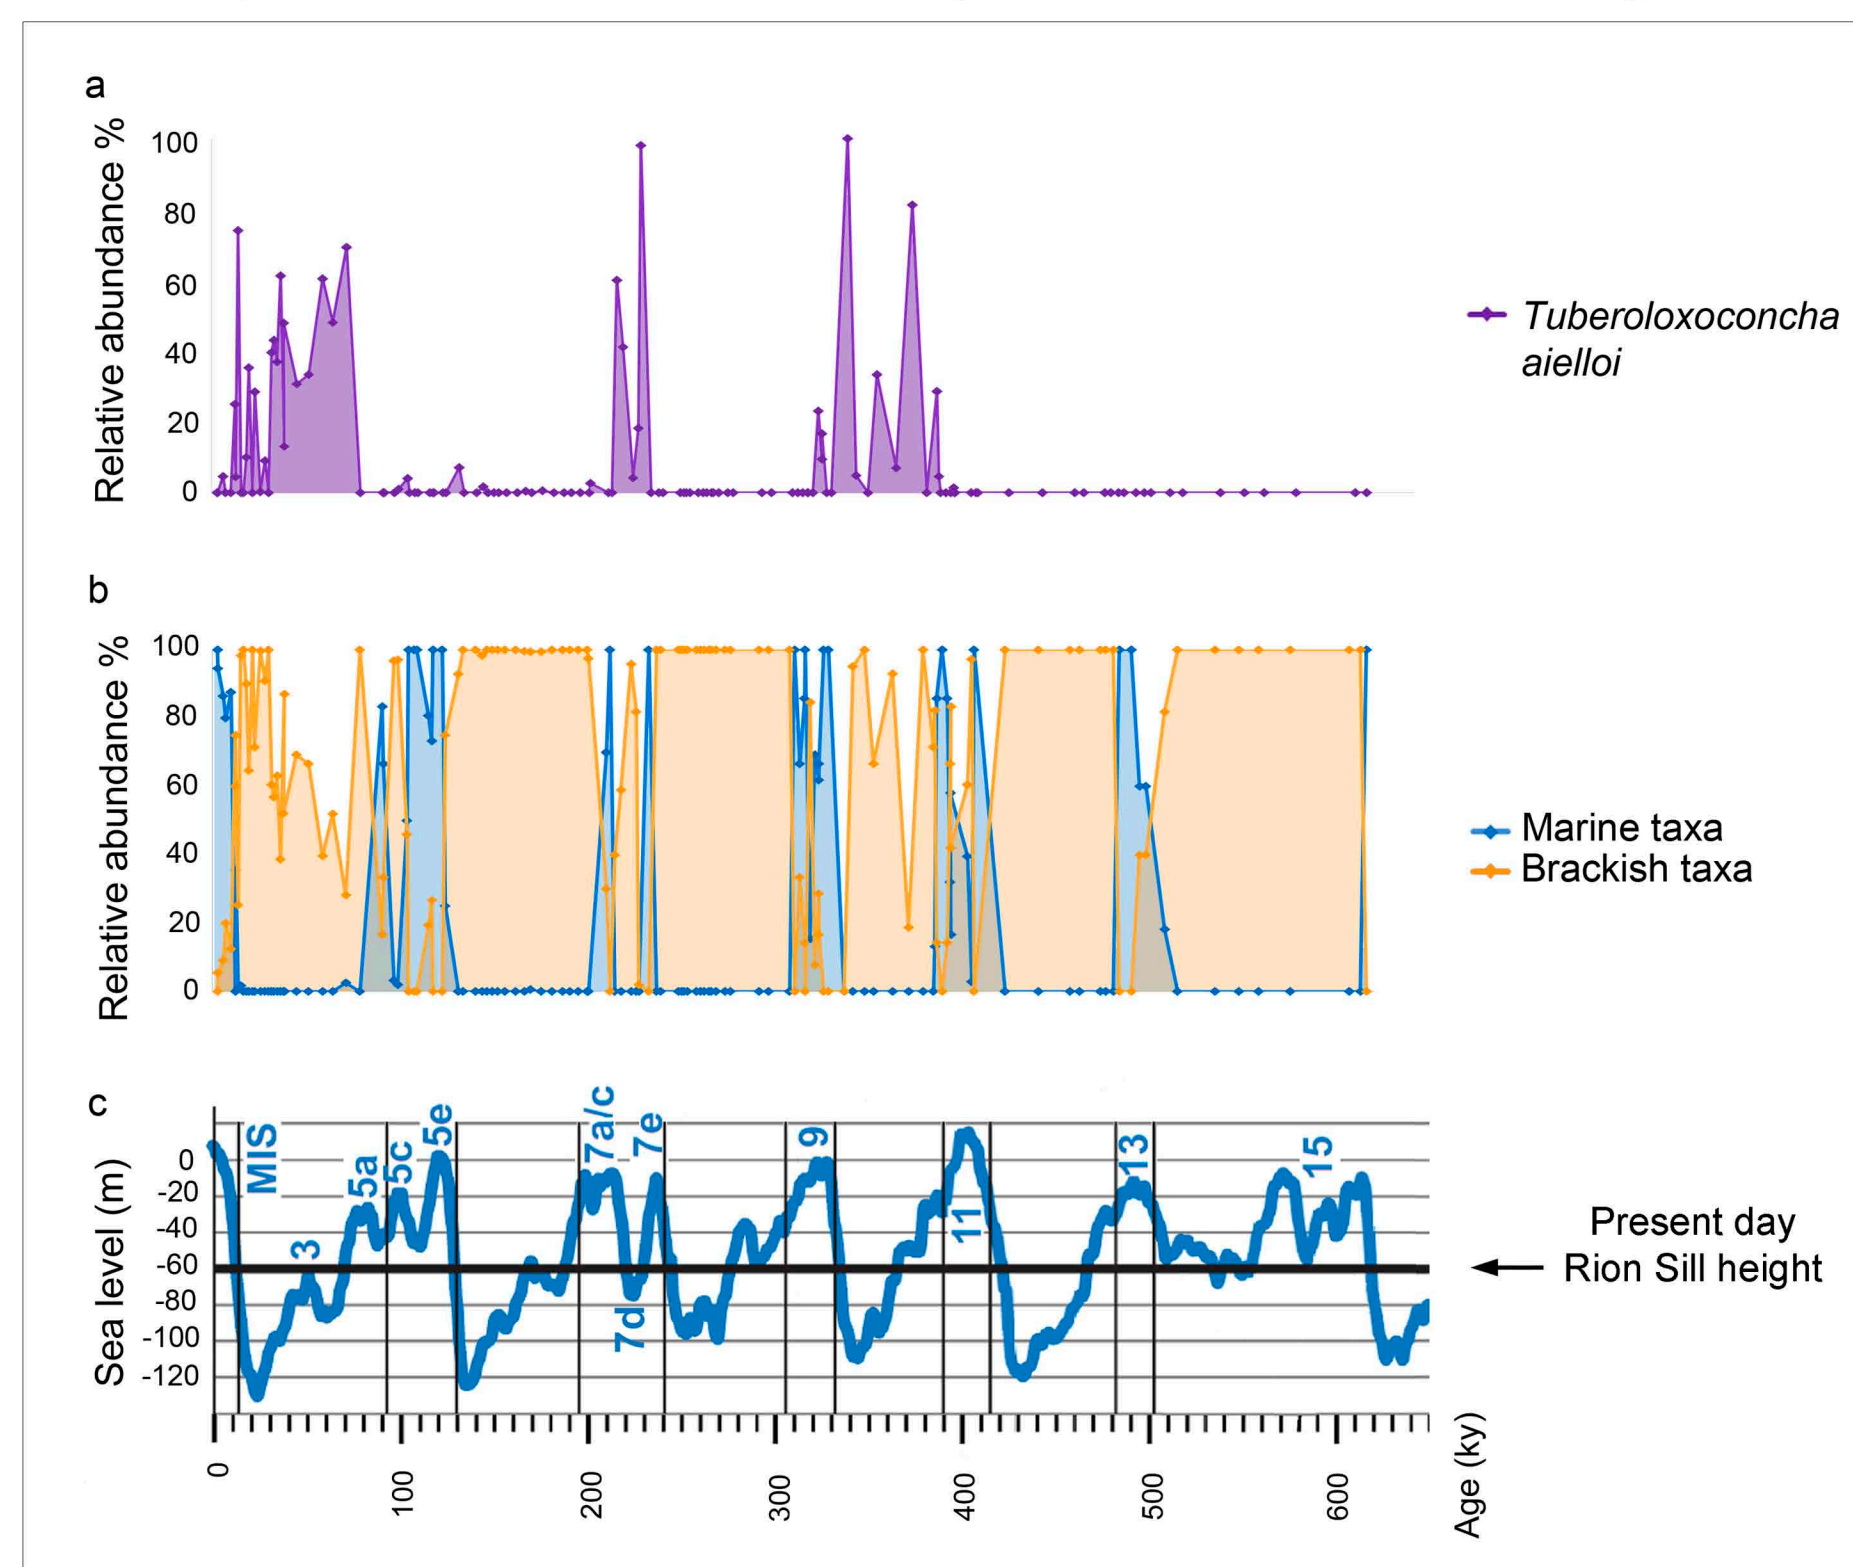 a
Relative abundance %
100
80
60
40
20
0
Tuberoloxoconcha
aielloi
b
Relative abundance %
100
80
60
40
20
0
Marine taxa
Brackish taxa
c
Sea level (m)
0
-20
-40
-60
-80
-100
-120
MIS
3
5a
5c
5e
7a/c
7d
7e
9
11
13
15
Present day
Rion Sill height
0
100
200
300
400
500
600
Age (ky)